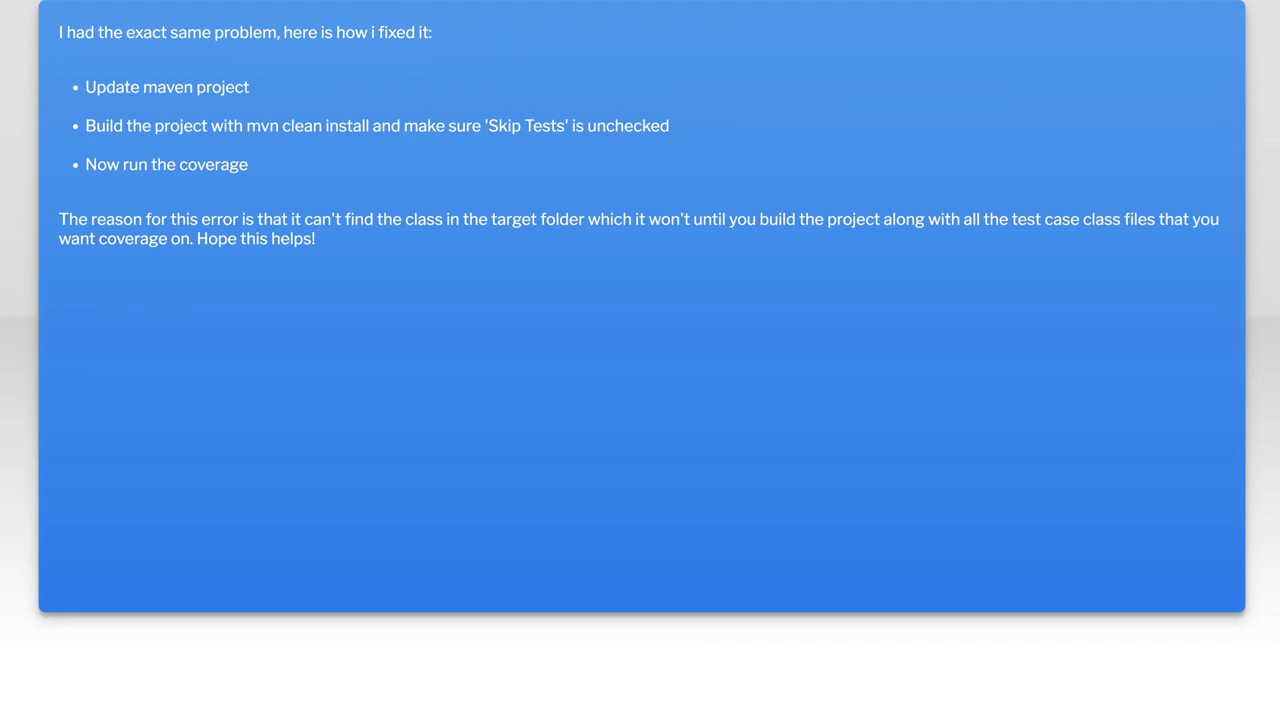 I had the exact same problem, here is how i fixed it:
• Update maven project
• Build the project with mvn clean install and make sure 'Skip Tests' is unchecked
• Now run the coverage
The reason for this error is that it can't find the class in the target folder which it won't until you build the project along with all the test case class files that you
want coverage on. Hope this helps!